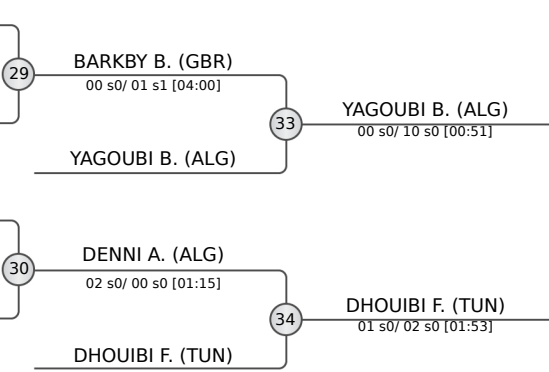 BARKBY B. (GBR)
29
00 s0/ 01 s1 [04:00]
YAGOUBI B. (ALG)
33
00 s0/ 10 s0 [00:51]
YAGOUBI B. (ALG)
DENNI A. (ALG)
30
02 s0/ 00 s0 [01:15]
DHOUIBI F. (TUN)
34
01 s0/ 02 s0 [01:53]
DHOUIBI F. (TUN)